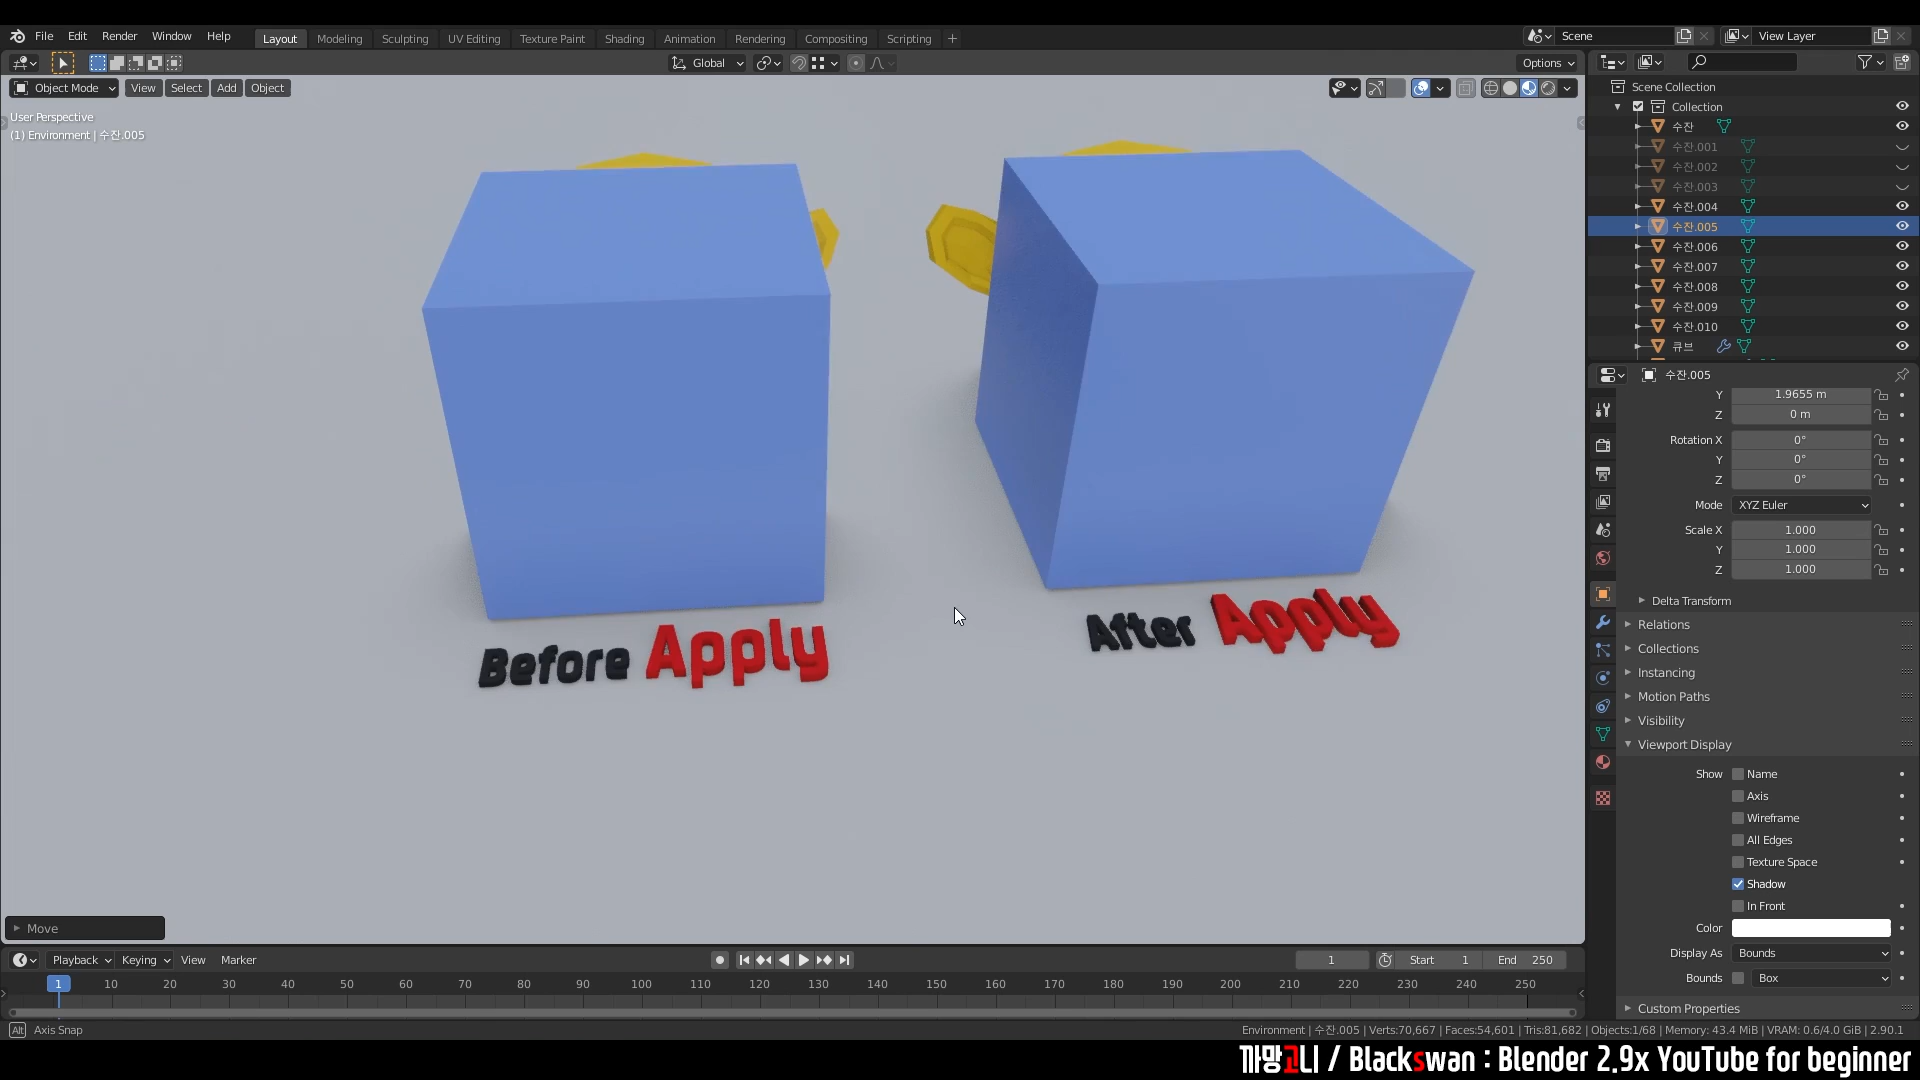 File Edit Render Window Help Layout Modeling Sculpting UV Editing Texture Paint Shading Animation Rendering Compositing Scripting + Scene View Layer
Global Options
Object Mode View Select Add Object
User Perspective
(1) Environment | 수잔.005
Before Apply
After Apply
Move
Scene Collection
Collection
수잔
수잔.001
수잔.002
수잔.003
수잔.004
수잔.005
수잔.006
수잔.007
수잔.008
수잔.009
수잔.010
큐브
수잔.005
Y 1.9655 m
Z 0 m
Rotation X 0°
Y 0°
Z 0°
Mode XYZ Euler
Scale X 1.000
Y 1.000
Z 1.000
Delta Transform
Relations
Collections
Instancing
Motion Paths
Visibility
Viewport Display
Show Name
Axis
Wireframe
All Edges
Texture Space
Shadow
In Front
Color
Display As Bounds
Bounds Box
Custom Properties
Playback Keying View Marker 1 Start 1 End 250
1 10 20 30 40 50 60 70 80 90 100 110 120 130 140 150 160 170 180 190 200 210 220 230 240 250
Alt Axis Snap
Environment | 수잔.005 | Verts:70,667 | Faces:54,601 | Tris:81,682 | Objects:1/68 | Memory: 43.4 MiB | VRAM: 0.6/4.0 GiB | 2.90.1
까망고니 / Blackswan : Blender 2.9x YouTube for beginner